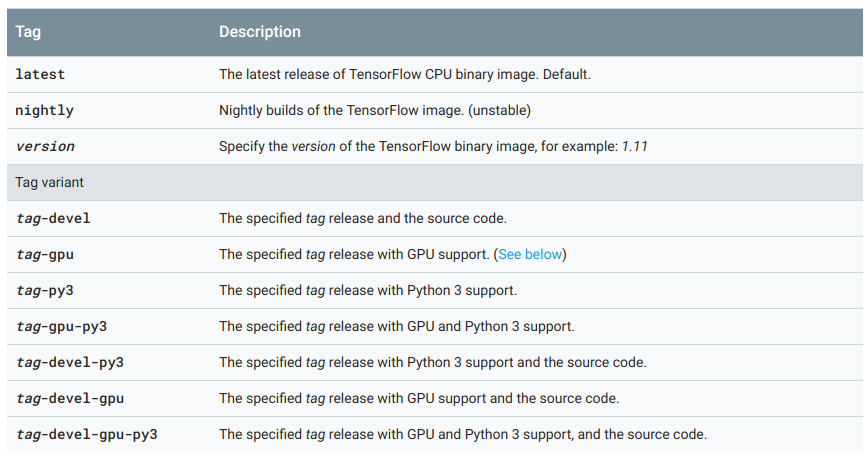 Tag Description
latest The latest release of TensorFlow CPU binary image. Default.
nightly Nightly builds of the TensorFlow image. (unstable)
version Specify the version of the TensorFlow binary image, for example: 1.11
Tag variant
tag-devel The specified tag release and the source code.
tag-gpu The specified tag release with GPU support. (See below)
tag-py3 The specified tag release with Python 3 support.
tag-gpu-py3 The specified tag release with GPU and Python 3 support.
tag-devel-py3 The specified tag release with Python 3 support and the source code.
tag-devel-gpu The specified tag release with GPU support and the source code.
tag-devel-gpu-py3 The specified tag release with GPU and Python 3 support, and the source code.